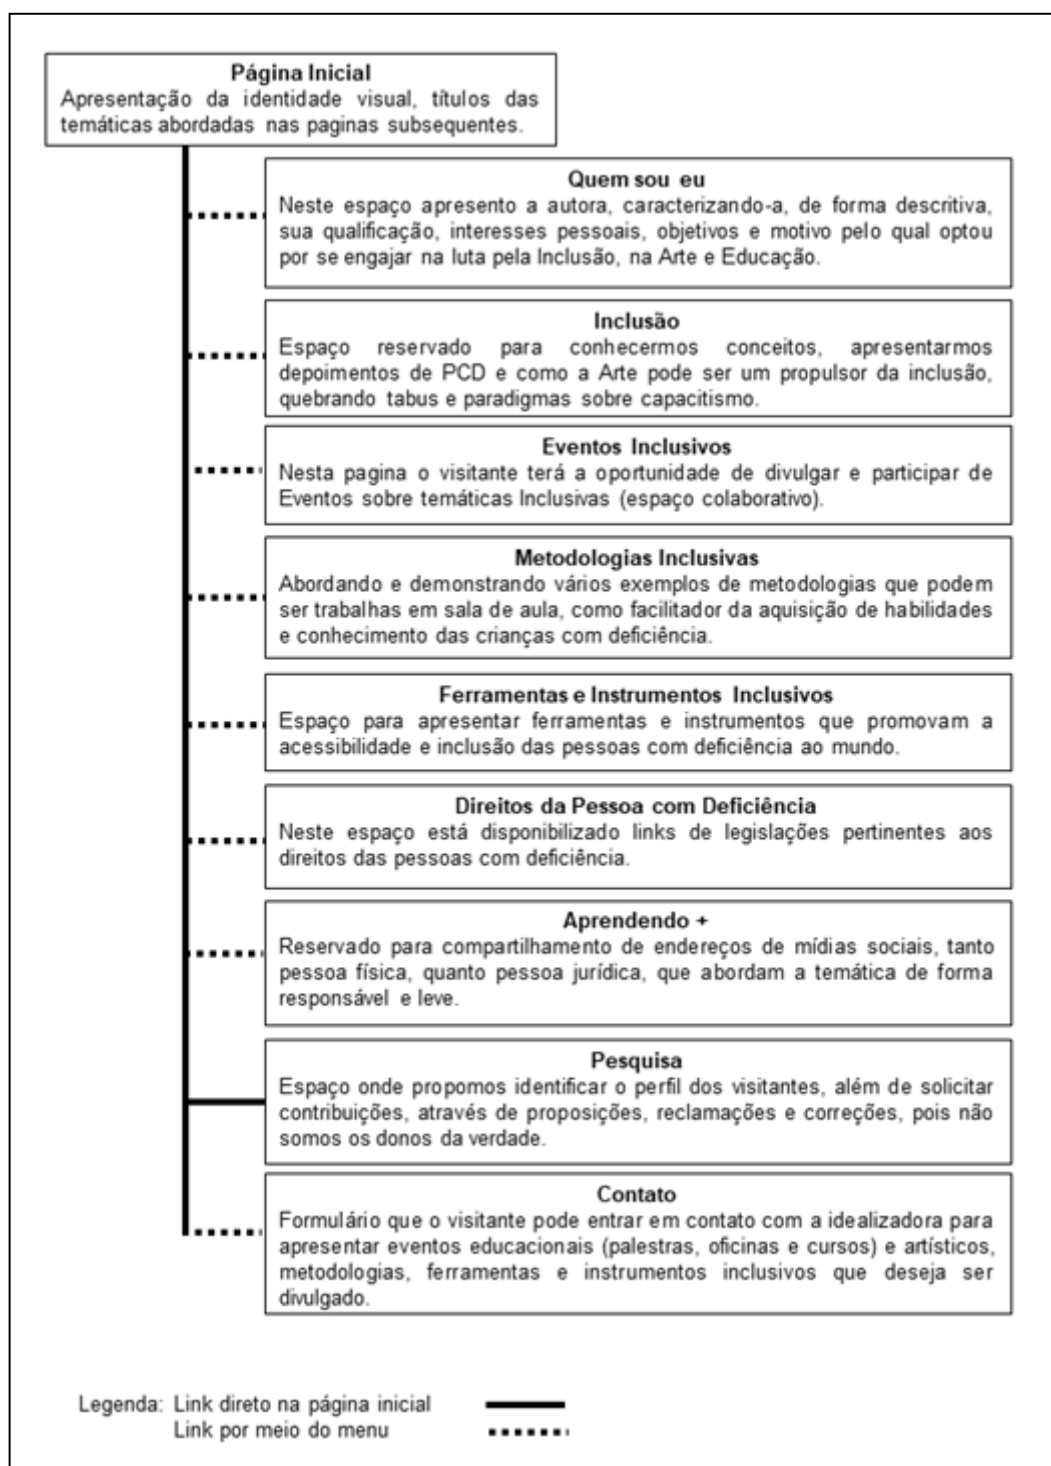 Página Inicial
Apresentação da identidade visual, títulos das
temáticas abordadas nas paginas subsequentes.
Quem sou eu
Neste espaço apresento a autora, caracterizando-a, de forma descritiva,
sua qualificação, interesses pessoais, objetivos e motivo pelo qual optou
por se engajar na luta pela Inclusão, na Arte e Educação.
Inclusão
Espaço reservado para conhecermos conceitos, apresentarmos
depoimentos de PCD e como a Arte pode ser um propulsor da inclusão,
quebrando tabus e paradigmas sobre capacitismo.
Eventos Inclusivos
Nesta pagina o visitante terá a oportunidade de divulgar e participar de
Eventos sobre temáticas Inclusivas (espaço colaborativo).
Metodologias Inclusivas
Abordando e demonstrando vários exemplos de metodologias que podem
ser trabalhas em sala de aula, como facilitador da aquisição de habilidades
e conhecimento das crianças com deficiência.
Ferramentas e Instrumentos Inclusivos
Espaço para apresentar ferramentas e instrumentos que promovam a
acessibilidade e inclusão das pessoas com deficiência ao mundo.
Direitos da Pessoa com Deficiência
Neste espaço está disponibilizado links de legislações pertinentes aos
direitos das pessoas com deficiência.
Aprendendo +
Reservado para compartilhamento de endereços de mídias sociais, tanto
pessoa física, quanto pessoa jurídica, que abordam a temática de forma
responsável e leve.
Pesquisa
Espaço onde propomos identificar o perfil dos visitantes, além de solicitar
contribuições, através de proposições, reclamações e correções, pois não
somos os donos da verdade.
Contato
Formulário que o visitante pode entrar em contato com a idealizadora para
apresentar eventos educacionais (palestras, oficinas e cursos) e artísticos,
metodologias, ferramentas e instrumentos inclusivos que deseja ser
divulgado.
Legenda: Link direto na página inicial
Link por meio do menu